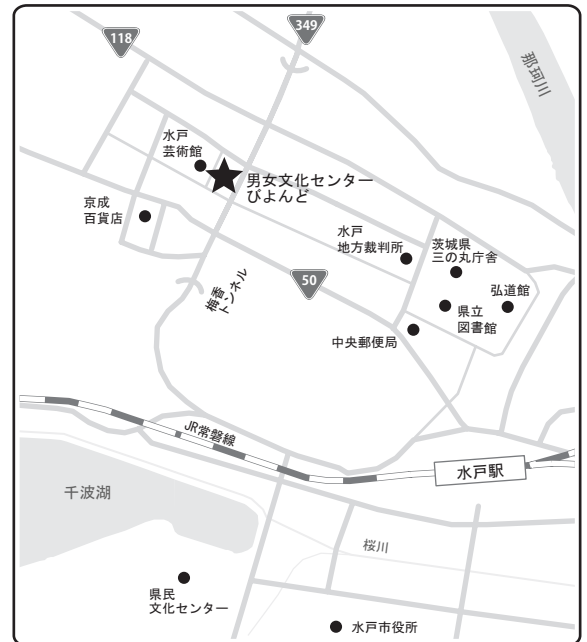 349
118
那珂川
水戸
芸術館
男女文化センター
びよんど
京成
百貨店
水戸
地方裁判所
茨城県
三の丸庁舎
弘道館
50
梅香
トンネル
県立
図書館
中央郵便局
JR常磐線
水戸駅
千波湖
桜川
県民
文化センター
水戸市役所